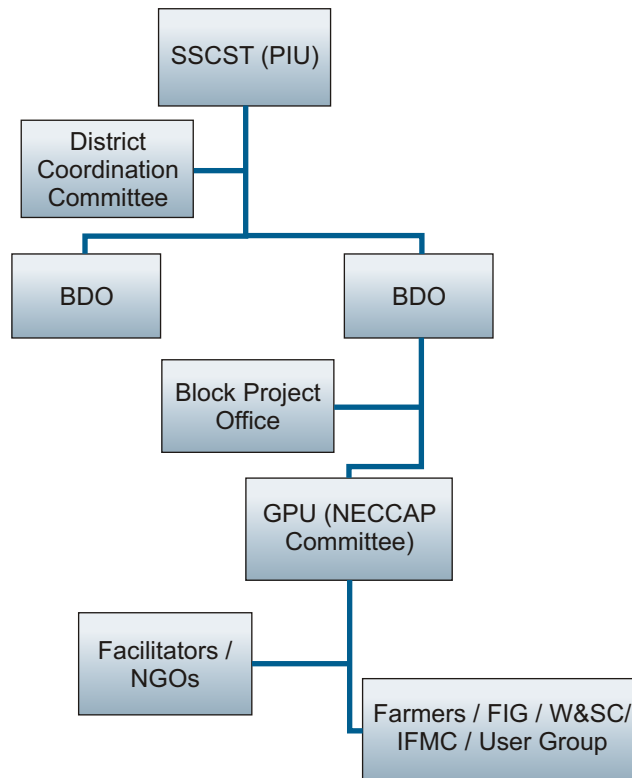 SSCST (PIU)
District
Coordination
Committee
BDO
BDO
Block Project
Office
GPU (NECCAP
Committee)
Facilitators /
NGOs
Farmers / FIG / W&SC/
IFMC / User Group